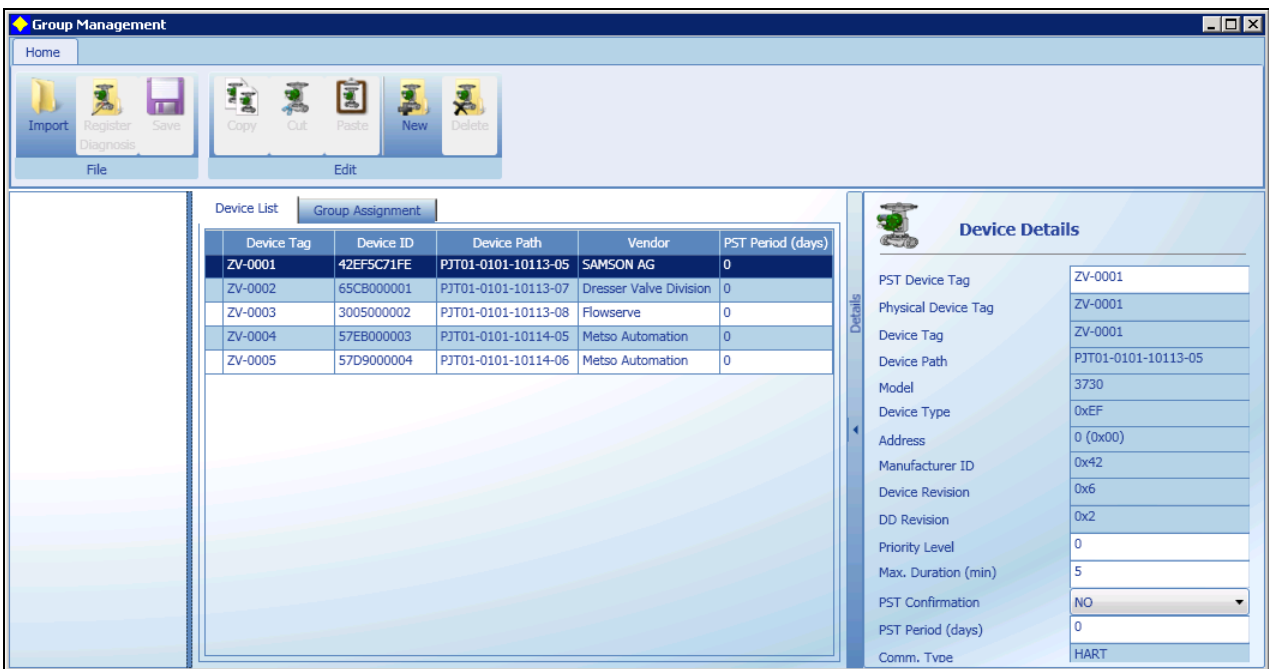 Group Management
Home
Import
Register Diagnosis
Save
Copy
Cut
Paste
New
Delete
File
Edit
Device List
Group Assignment
Device Tag Device ID Device Path Vendor PST Period (days)
ZV-0001 42EF5C71FE PJT01-0101-10113-05 SAMSON AG 0
ZV-0002 65CB000001 PJT01-0101-10113-07 Dresser Valve Division 0
ZV-0003 3005000002 PJT01-0101-10113-08 Flowserve 0
ZV-0004 57EB000003 PJT01-0101-10114-05 Metso Automation 0
ZV-0005 57D9000004 PJT01-0101-10114-06 Metso Automation 0
Details
Device Details
PST Device Tag ZV-0001
Physical Device Tag ZV-0001
Device Tag ZV-0001
Device Path PJT01-0101-10113-05
Model 3730
Device Type 0xEF
Address 0 (0x00)
Manufacturer ID 0x42
Device Revision 0x6
DD Revision 0x2
Priority Level 0
Max. Duration (min) 5
PST Confirmation NO
PST Period (days) 0
Comm. Type HART